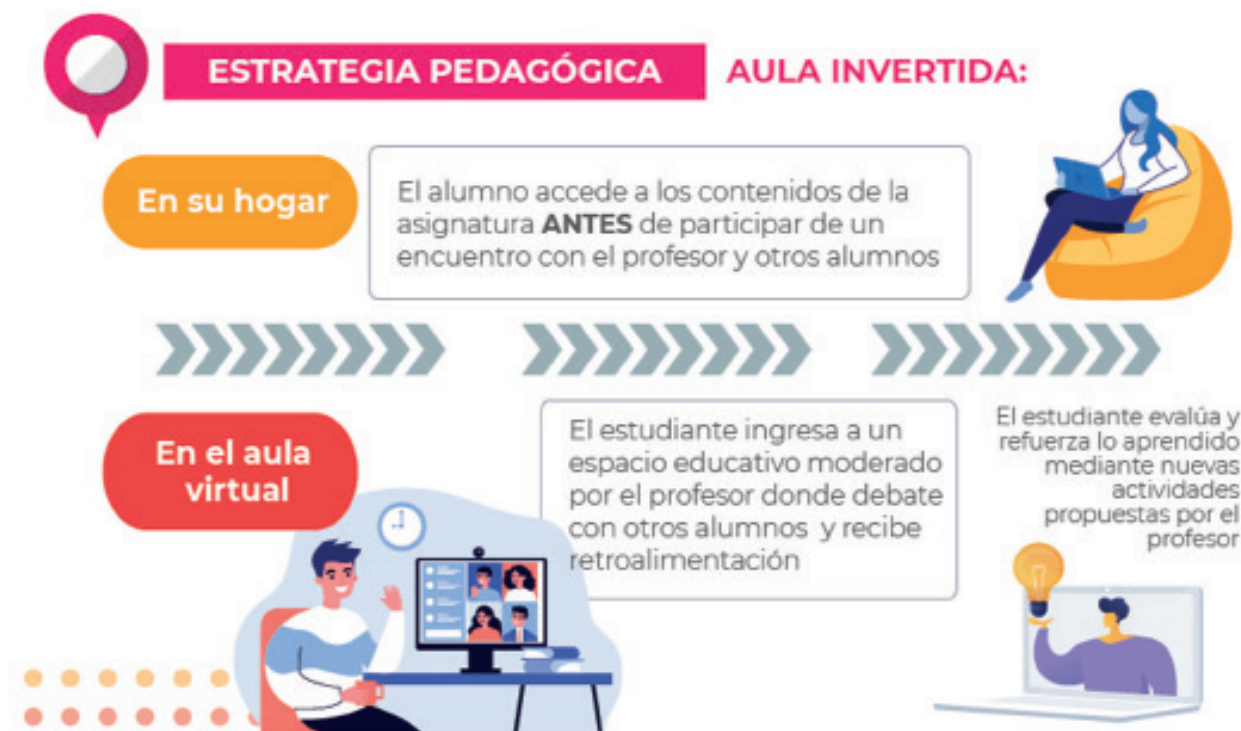 ESTRATEGIA PEDAGÓGICA AULA INVERTIDA:
En su hogar
El alumno accede a los contenidos de la
asignatura ANTES de participar de un
encuentro con el profesor y otros alumnos
En el aula
virtual
El estudiante ingresa a un
espacio educativo moderado
por el profesor donde debate
con otros alumnos y recibe
retroalimentación
El estudiante evalúa y
refuerza lo aprendido
mediante nuevas
actividades
propuestas por el
profesor